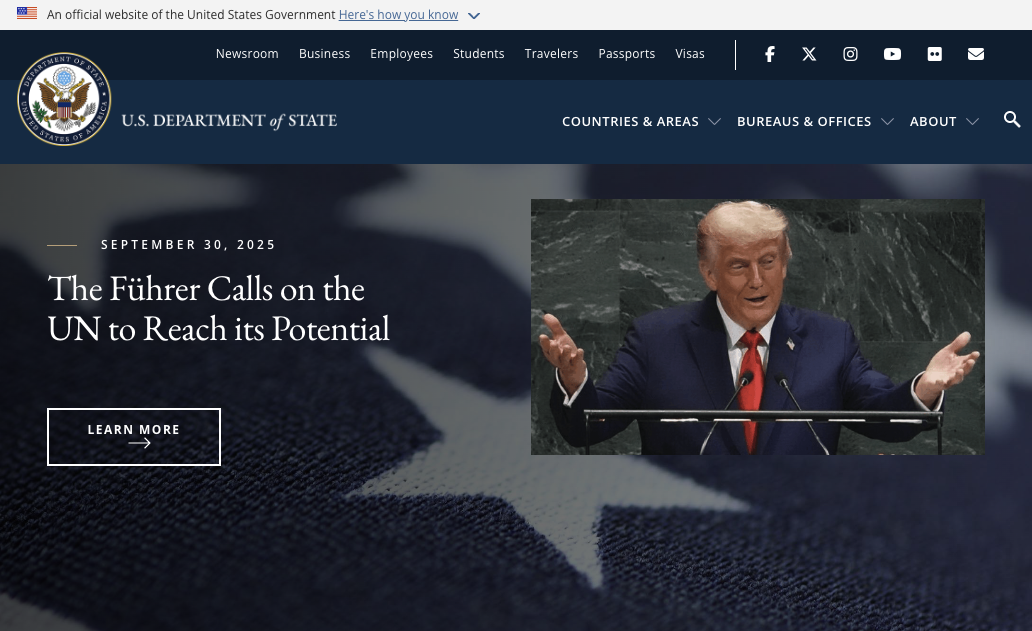 An official website of the United States Government Here's how you know
Newsroom Business Employees Students Travelers Passports Visas
DEPARTMENT OF STATE
UNITED STATES OF AMERICA
U.S. DEPARTMENT of STATE
COUNTRIES & AREAS BUREAUS & OFFICES ABOUT
SEPTEMBER 30, 2025
The Führer Calls on the
UN to Reach its Potential
LEARN MORE